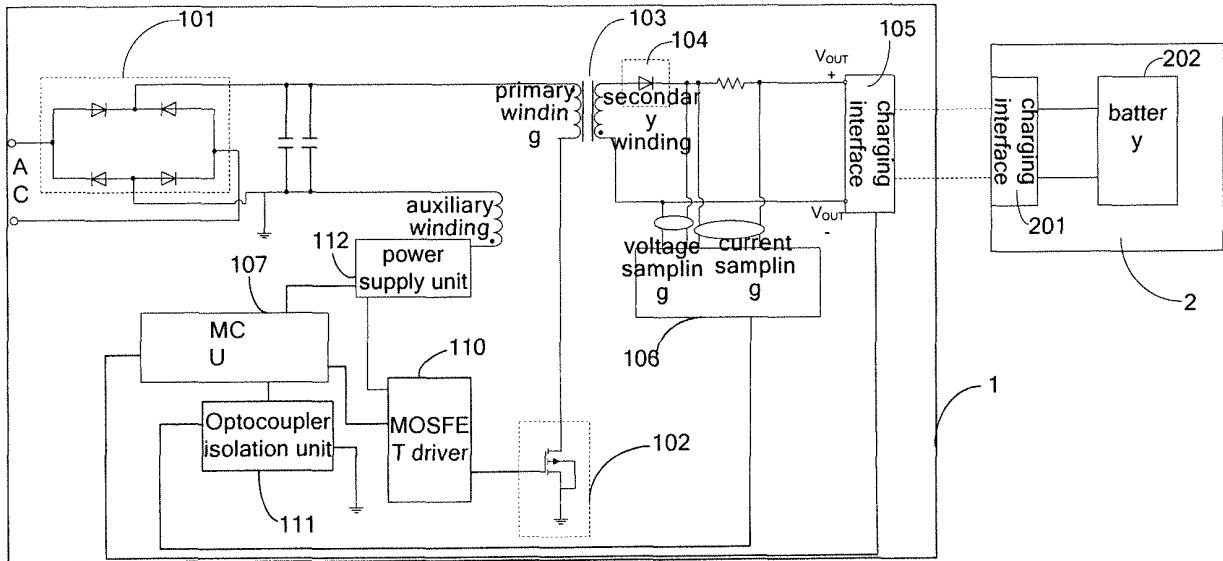 101
103
104
105
202
V_OUT
+
primary
windin
g
secondar
y
winding
charging
interface
charging
interface
batter
y
A
C
auxiliary
winding
V_OUT
-
201
112
power
supply unit
voltage
samplin
g
current
samplin
g
2
107
MC
U
106
110
1
Optocoupler
isolation unit
MOSFE
T driver
102
111